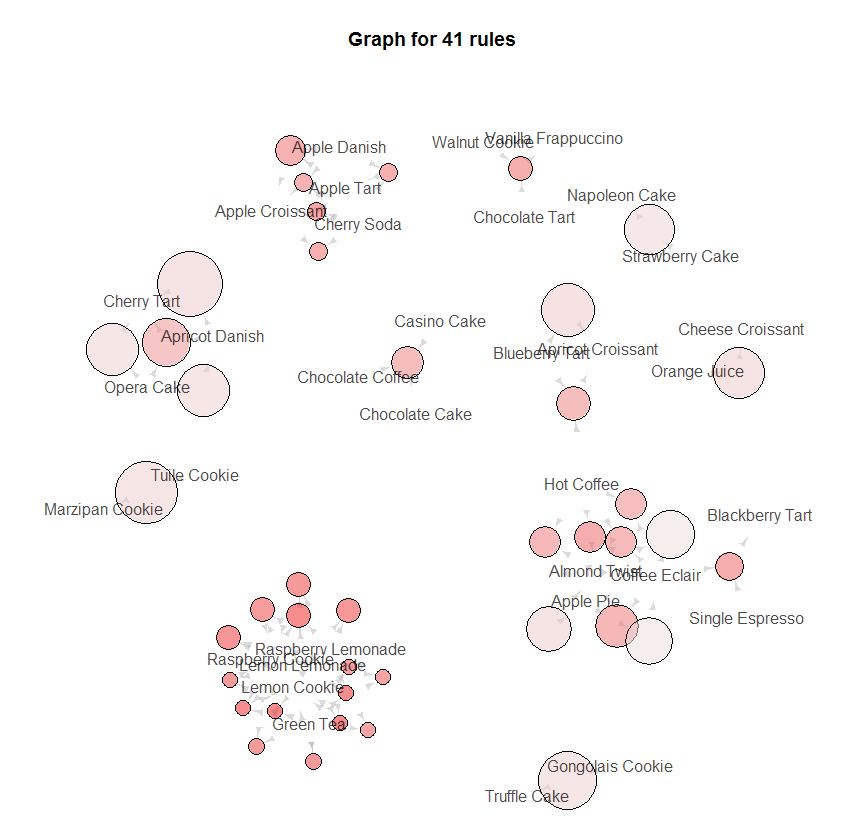 Graph for 41 rules
Walnut Cookie
Vanilla Frappuccino
Apple Danish
Apple Tart
Napoleon Cake
Apple Croissant
Chocolate Tart
Cherry Soda
Strawberry Cake
Cherry Tart
Casino Cake
Cheese Croissant
Apricot Danish
Blueberry Tart
Apricot Croissant
Chocolate Coffee
Orange Juice
Opera Cake
Chocolate Cake
Tulle Cookie
Hot Coffee
Marzipan Cookie
Blackberry Tart
Almond Twist
Coffee Eclair
Apple Pie
Single Espresso
Raspberry Lemonade
Raspberry Cookie
Lemon Lemonade
Lemon Cookie
Green Tea
Gongolais Cookie
Truffle Cake